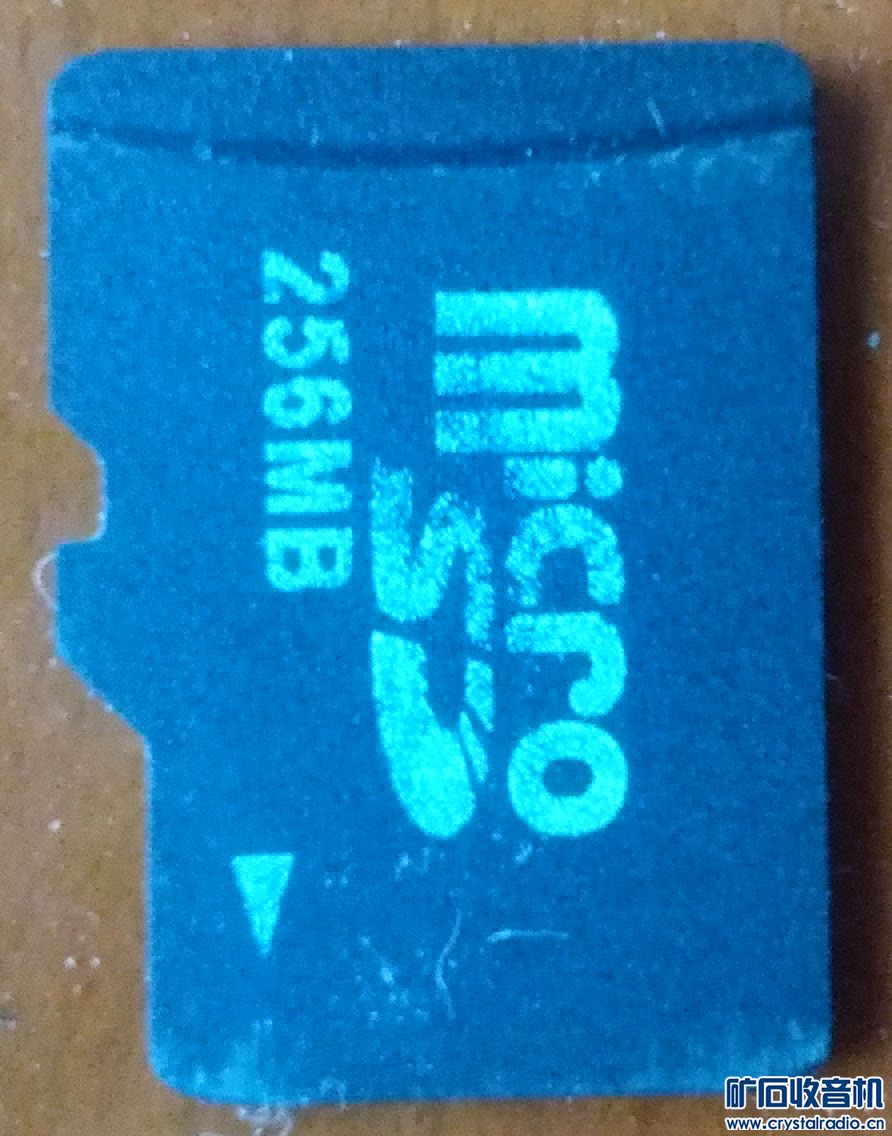 micro
SD
256MB
矿石收音机
www.crystalradio.cn